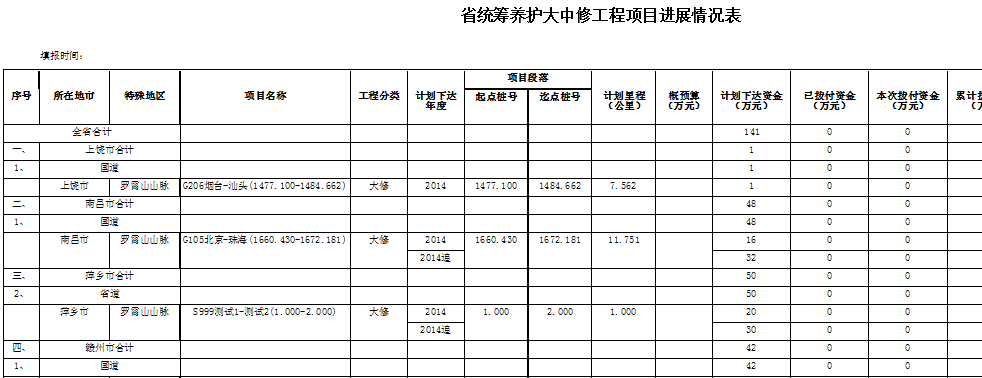 省统筹养护大中修工程项目进展情况表
填报时间:
序号 所在地市 特殊地区 项目名称 工程分类 计划下达年度 项目段落 起点桩号 迄点桩号 计划里程(公里) 概预算(万元) 计划下达资金(万元) 已拨付资金(万元) 本次拨付资金(万元) 累计
全省合计 141 0 0
一、 上饶市合计 1 0 0
1、 国道 1 0 0
上饶市 罗霄山山脉 G206烟台-汕头(1477.100-1484.662) 大修 2014 1477.100 1484.662 7.562 1 0 0
二、 南昌市合计 48 0 0
1、 国道 48 0 0
南昌市 罗霄山山脉 G105北京-珠海(1660.430-1672.181) 大修 2014 1660.430 1672.181 11.751 16 0 0
2014追 32 0 0
三、 萍乡市合计 50 0 0
2、 省道 50 0 0
萍乡市 罗霄山山脉 S999测试1-测试2(1.000-2.000) 大修 2014 1.000 2.000 1.000 20 0 0
2014追 30 0 0
四、 赣州市合计 42 0 0
1、 国道 42 0 0